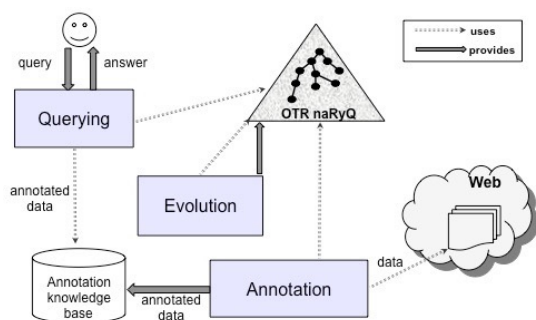 uses
provides
query
answer
Querying
OTR naRyQ
annotated
data
Evolution
Web
data
Annotation
knowledge
base
annotated
data
Annotation